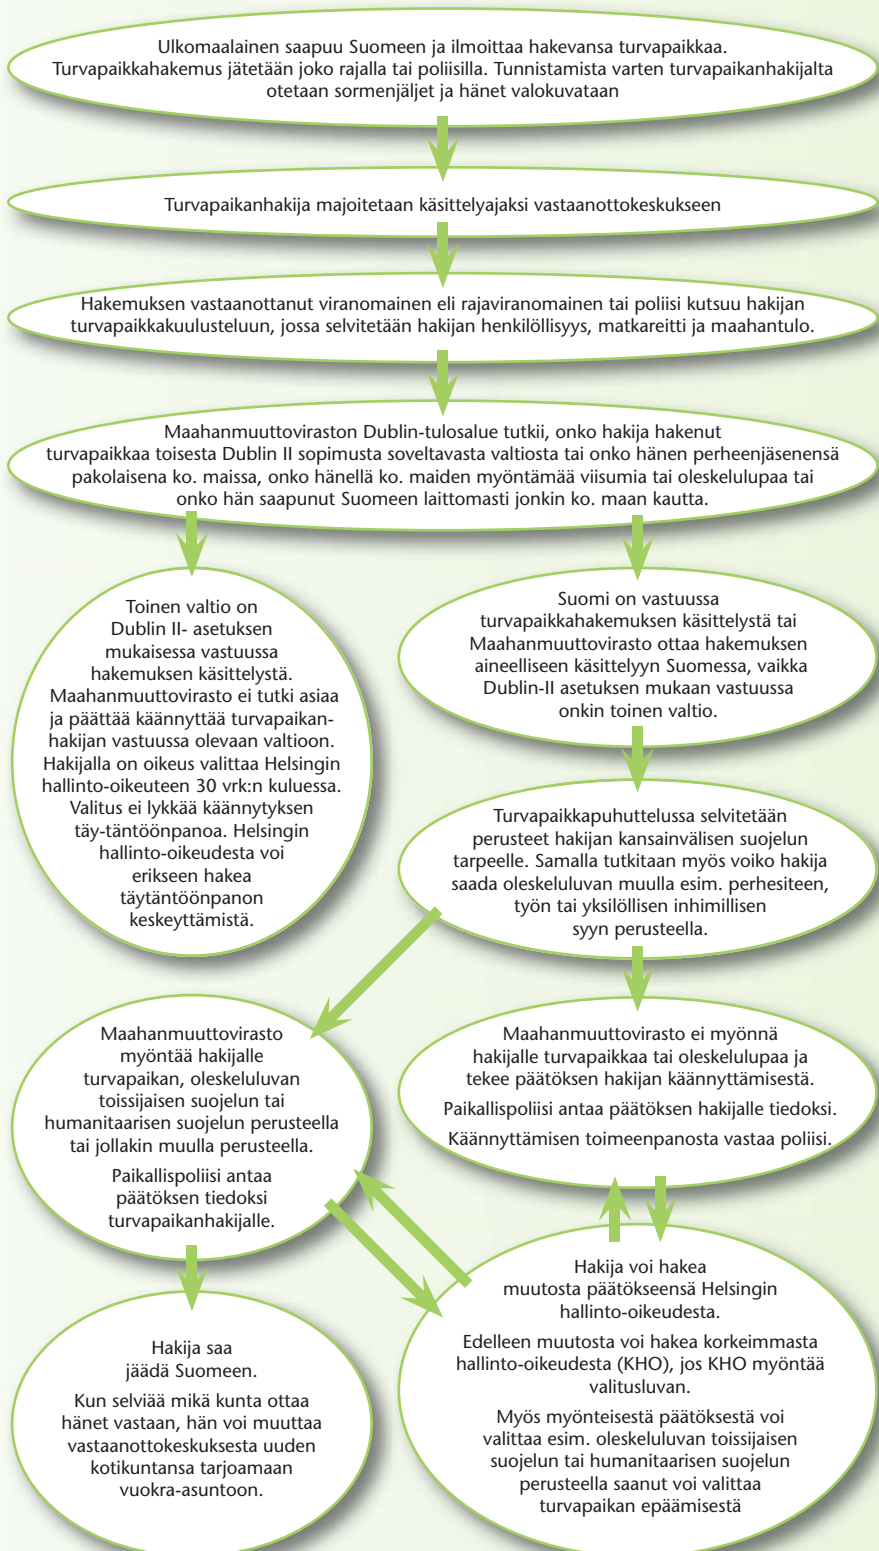 Ulkomaalainen saapuu Suomeen ja ilmoittaa hakevansa turvapaikkaa.
Turvapaikkahakemus jätetään joko rajalla tai poliisilla. Tunnistamista varten turvapaikanhakijalta
otetaan sormenjäljet ja hänet valokuvataan
Turvapaikanhakija majoitetaan käsittelyajaksi vastaanottokeskukseen
Hakemuksen vastaanottanut viranomainen eli rajaviranomainen tai poliisi kutsuu hakijan
turvapaikkakuulusteluun, jossa selvitetään hakijan henkilöllisyys, matkareitti ja maahantulo.
Maahanmuuttoviraston Dublin-tulosalue tutkii, onko hakija hakenut
turvapaikkaa toisesta Dublin II sopimusta soveltavasta valtiosta tai onko hänen perheenjäsenensä
pakolaisena ko. maissa, onko hänellä ko. maiden myöntämää viisumia tai oleskelulupaa tai
onko hän saapunut Suomeen laittomasti jonkin ko. maan kautta.
Toinen valtio on
Dublin II- asetuksen
mukaisessa vastuussa
hakemuksen käsittelystä.
Maahanmuuttovirasto ei tutki asiaa
ja päättää käännyttää turvapaikan-
hakijan vastuussa olevaan valtioon.
Hakijalla on oikeus valittaa Helsingin
hallinto-oikeuteen 30 vrk:n kuluessa.
Valitus ei lykkää käännytyksen
täy-täntöönpanoa. Helsingin
hallinto-oikeudesta voi
erikseen hakea
täytäntöönpanon
keskeyttämistä.
Suomi on vastuussa
turvapaikkahakemuksen käsittelystä tai
Maahanmuuttovirasto ottaa hakemuksen
aineelliseen käsittelyyn Suomessa, vaikka
Dublin-II asetuksen mukaan vastuussa
onkin toinen valtio.
Turvapaikkapuhuttelussa selvitetään
perusteet hakijan kansainvälisen suojelun
tarpeelle. Samalla tutkitaan myös voiko hakija
saada oleskeluluvan muulla esim. perhesiteen,
työn tai yksilöllisen inhimillisen
syyn perusteella.
Maahanmuuttovirasto
myöntää hakijalle
turvapaikan, oleskeluluvan
toissijaisen suojelun tai
humanitaarisen suojelun perusteella
tai jollakin muulla perusteella.
Paikallispoliisi antaa
päätöksen tiedoksi
turvapaikanhakijalle.
Maahanmuuttovirasto ei myönnä
hakijalle turvapaikkaa tai oleskelulupaa ja
tekee päätöksen hakijan käännyttämisestä.
Paikallispoliisi antaa päätöksen hakijalle tiedoksi.
Käännyttämisen toimeenpanosta vastaa poliisi.
Hakija saa
jäädä Suomeen.
Kun selviää mikä kunta ottaa
hänet vastaan, hän voi muuttaa
vastaanottokeskuksesta uuden
kotikuntansa tarjoamaan
vuokra-asuntoon.
Hakija voi hakea
muutosta päätökseensä Helsingin
hallinto-oikeudesta.
Edelleen muutosta voi hakea korkeimmasta
hallinto-oikeudesta (KHO), jos KHO myöntää
valitusluvan.
Myös myönteisestä päätöksestä voi
valittaa esim. oleskeluluvan toissijaisen
suojelun tai humanitaarisen suojelun
perusteella saanut voi valittaa
turvapaikan epäämisestä